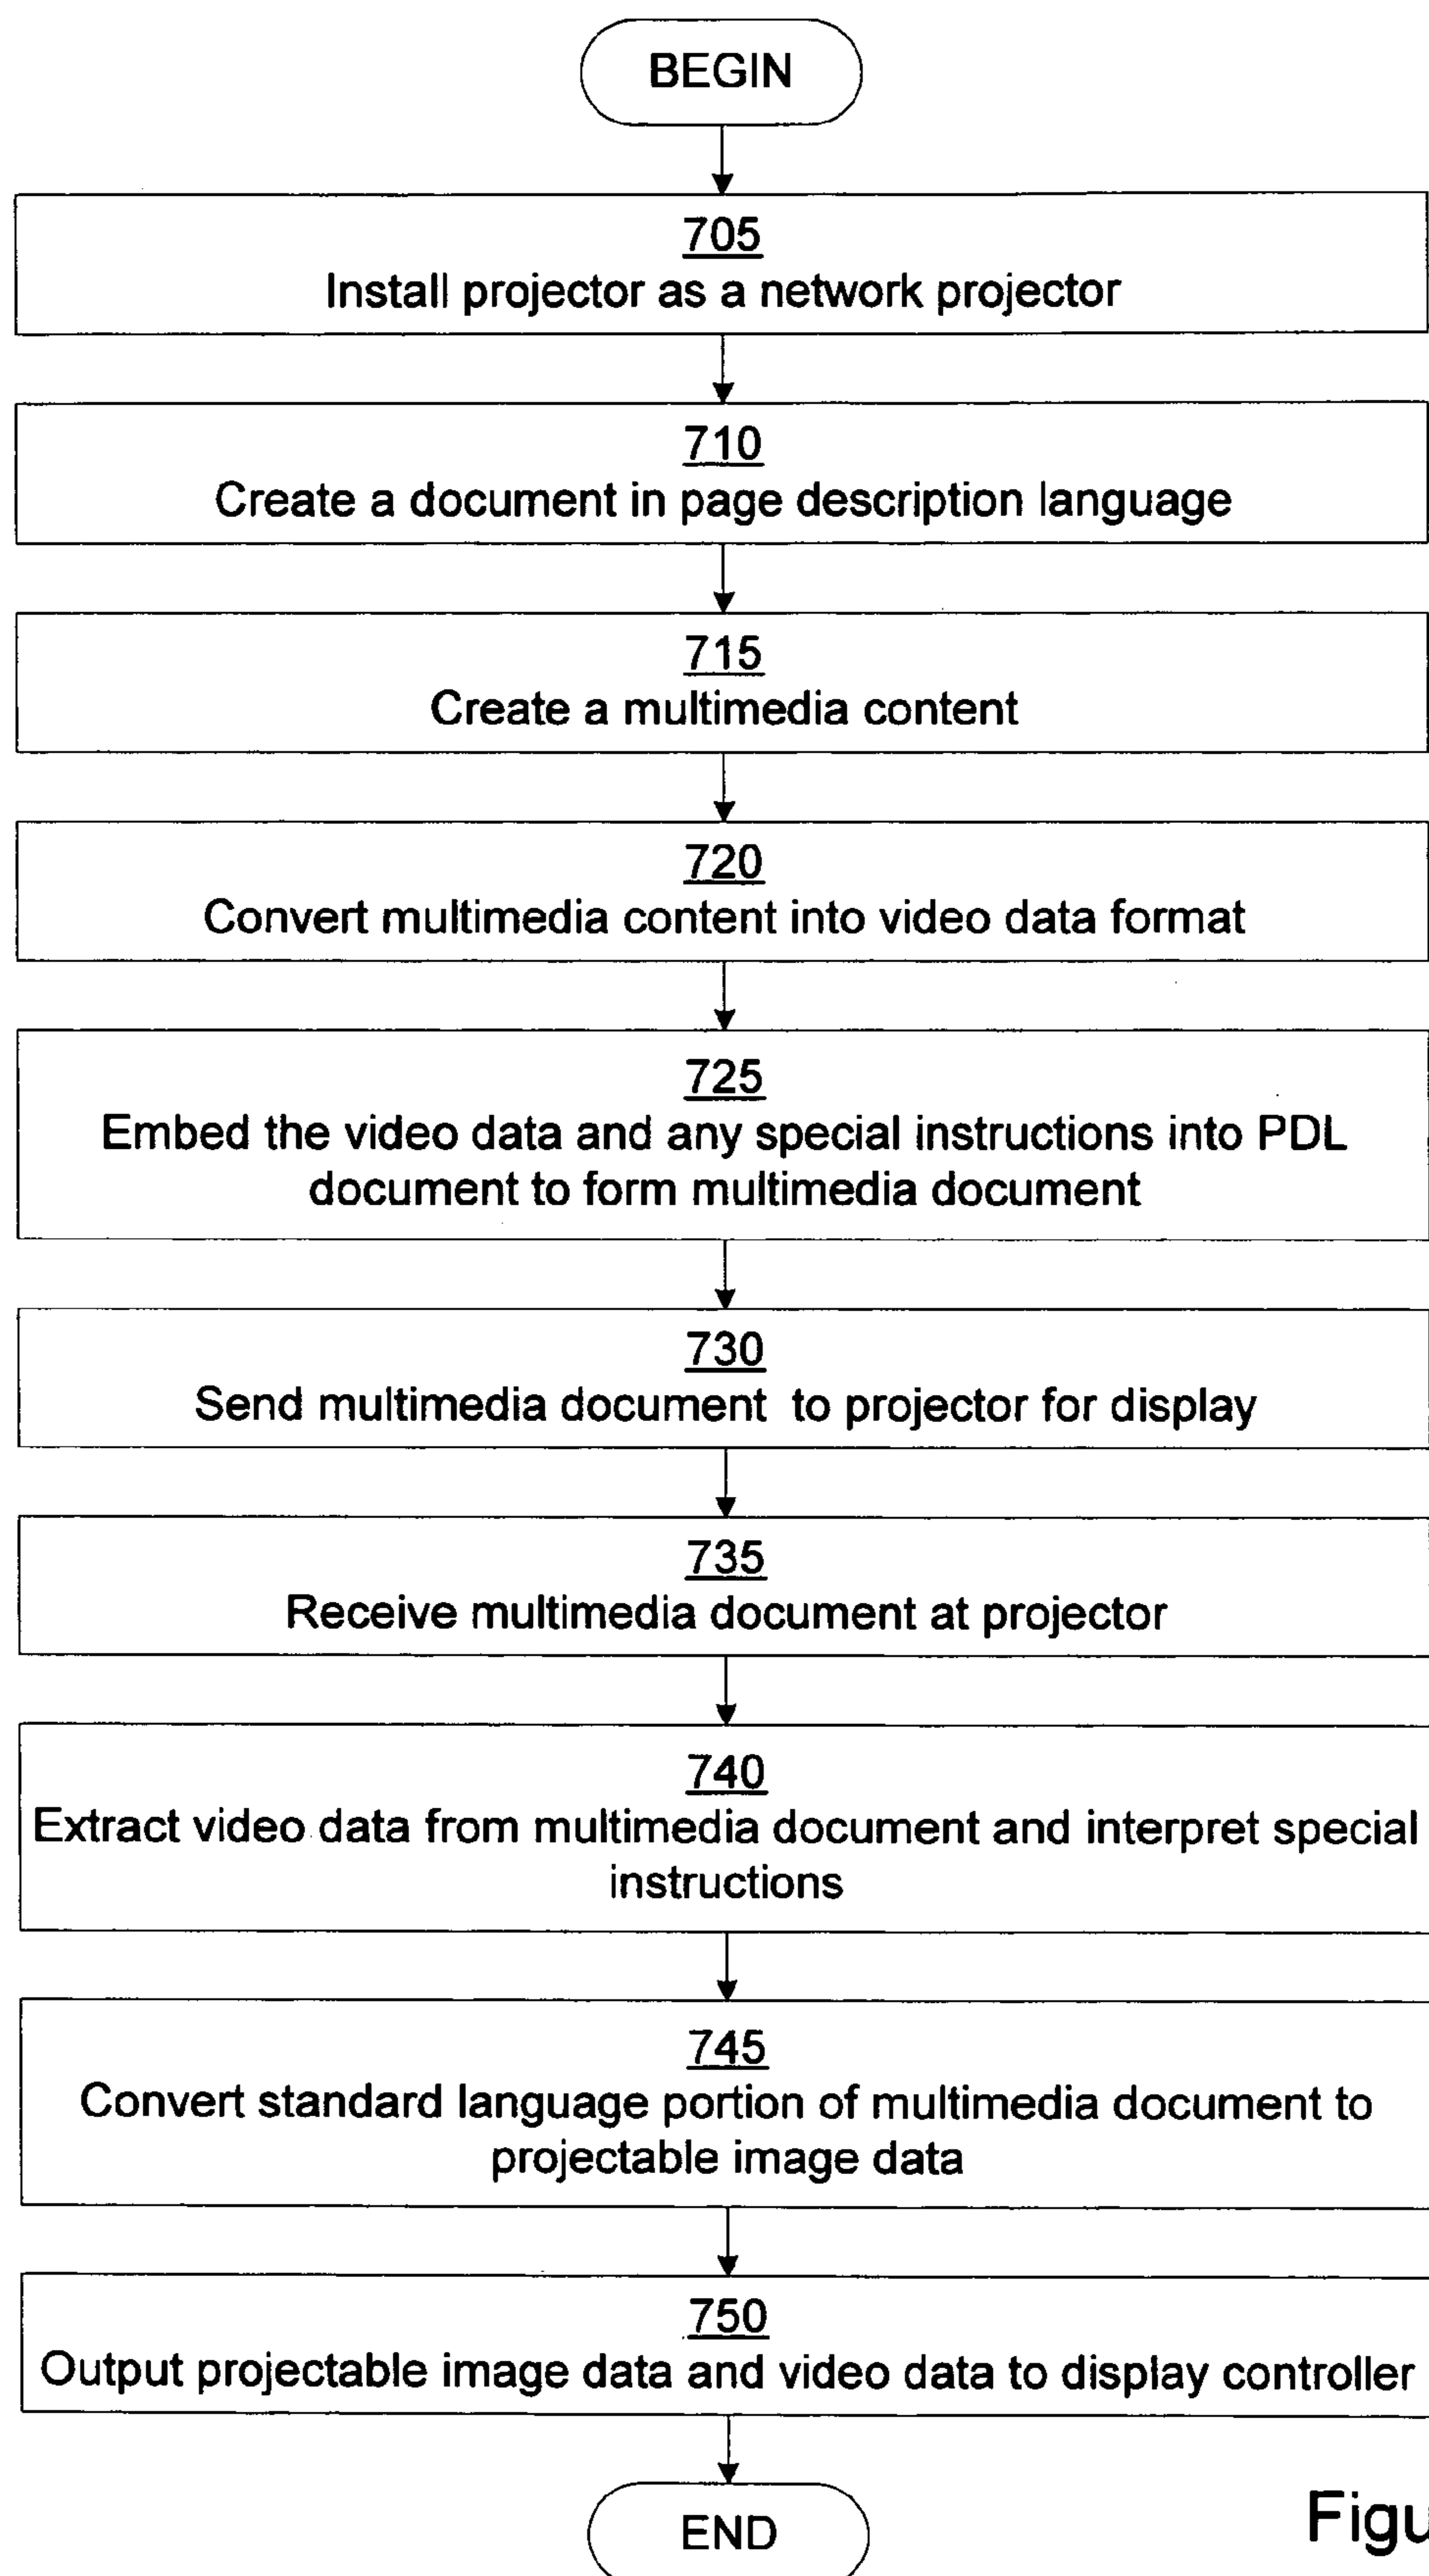 BEGIN
705
Install projector as a network projector
710
Create a document in page description language
715
Create a multimedia content
720
Convert multimedia content into video data format
725
Embed the video data and any special instructions into PDL
document to form multimedia document
730
Send multimedia document to projector for display
735
Receive multimedia document at projector
740
Extract video data from multimedia document and interpret special
instructions
745
Convert standard language portion of multimedia document to
projectable image data
750
Output projectable image data and video data to display controller
END